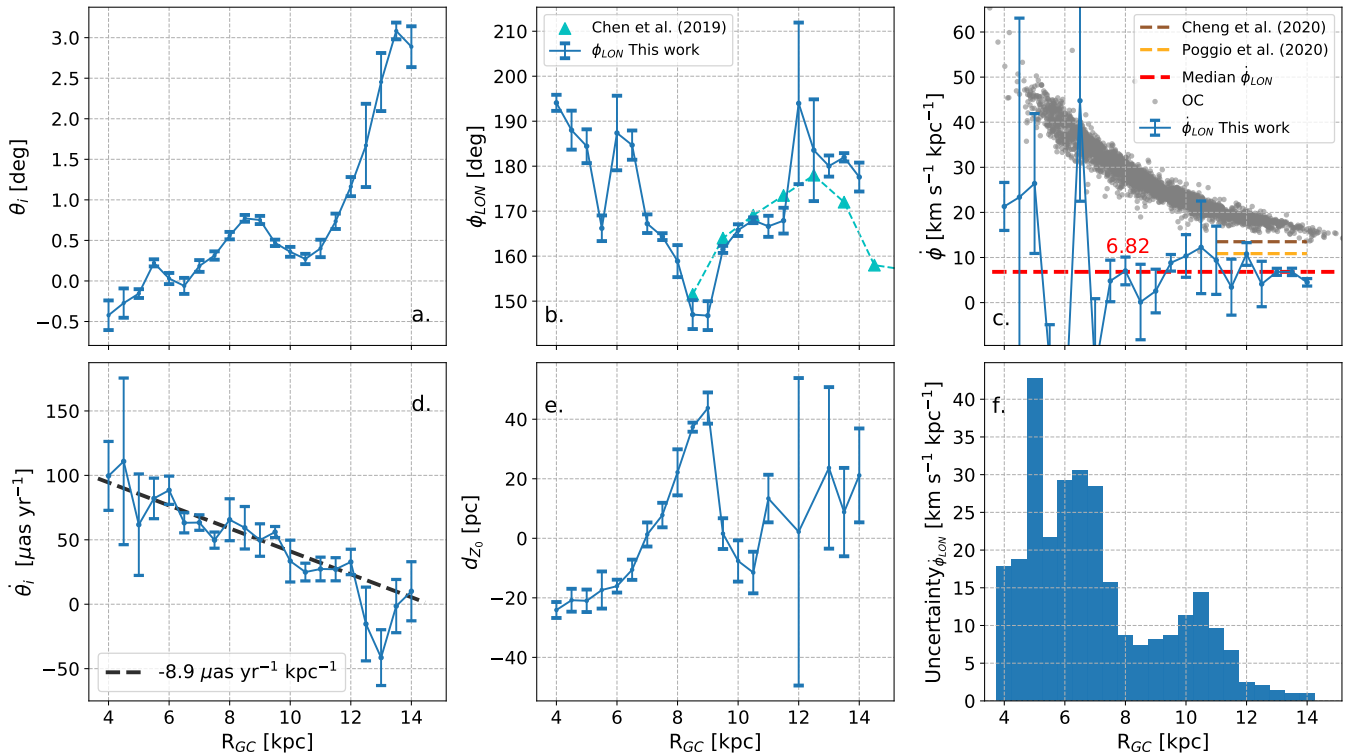 3.0
2.5
2.0
1.5
1.0
0.5
0.0
−0.5
θi [deg]
a.
210
200
190
180
170
160
150
ϕLON [deg]
Chen et al. (2019)
ϕLON This work
b.
60
50
40
30
20
10
0
ϕ̇ [km s⁻¹ kpc⁻¹]
Cheng et al. (2020)
Poggio et al. (2020)
Median ϕ̇LON
OC
ϕ̇LON This work
6.82
c.
150
100
50
0
−50
θ̇i [μas yr⁻¹]
d.
-8.9 μas yr⁻¹ kpc⁻¹
4 6 8 10 12 14
RGC [kpc]
40
20
0
−20
−40
dZ0 [pc]
e.
4 6 8 10 12 14
RGC [kpc]
40
35
30
25
20
15
10
5
0
Uncertaintyϕ̇LON [km s⁻¹ kpc⁻¹]
f.
4 6 8 10 12 14
RGC [kpc]